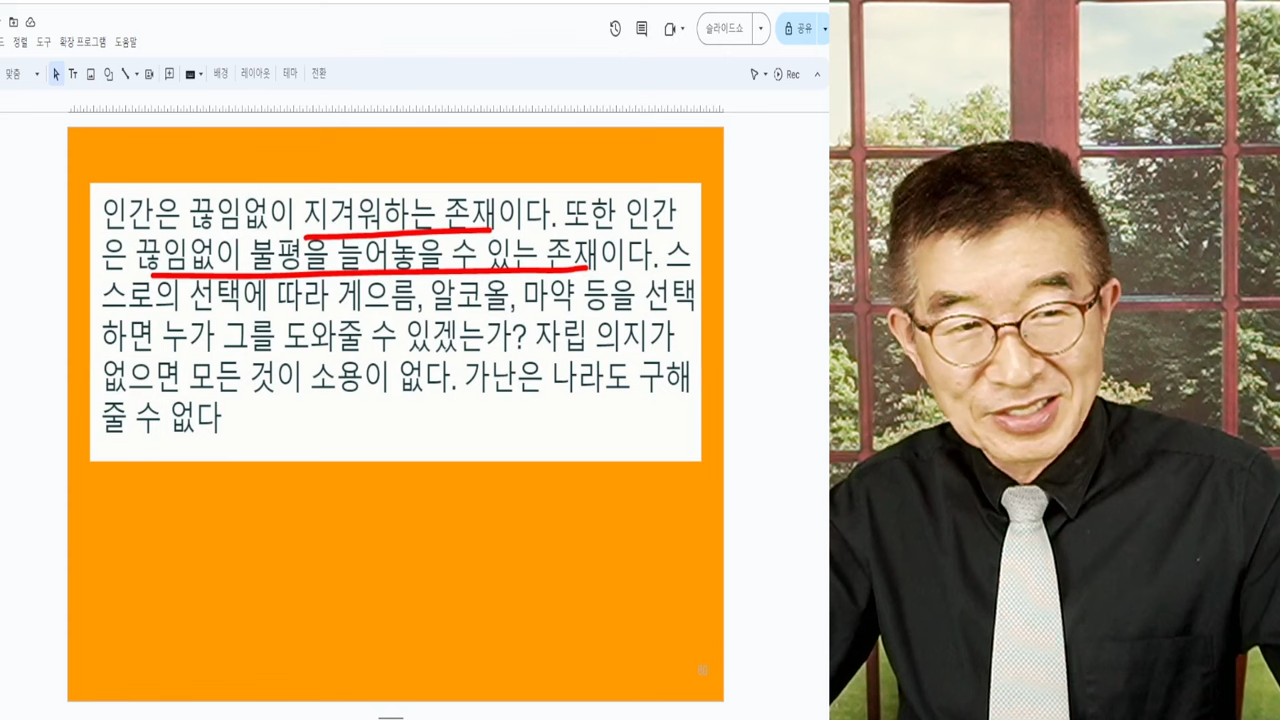 정렬 도구 확장 프로그램 도움말
슬라이드쇼
공유
맞춤
배경 레이아웃 테마 전환
Rec
인간은 끊임없이 지겨워하는 존재이다. 또한 인간
은 끊임없이 불평을 늘어놓을 수 있는 존재이다. 스
스로의 선택에 따라 게으름, 알코올, 마약 등을 선택
하면 누가 그를 도와줄 수 있겠는가? 자립 의지가
없으면 모든 것이 소용이 없다. 가난은 나라도 구해
줄 수 없다